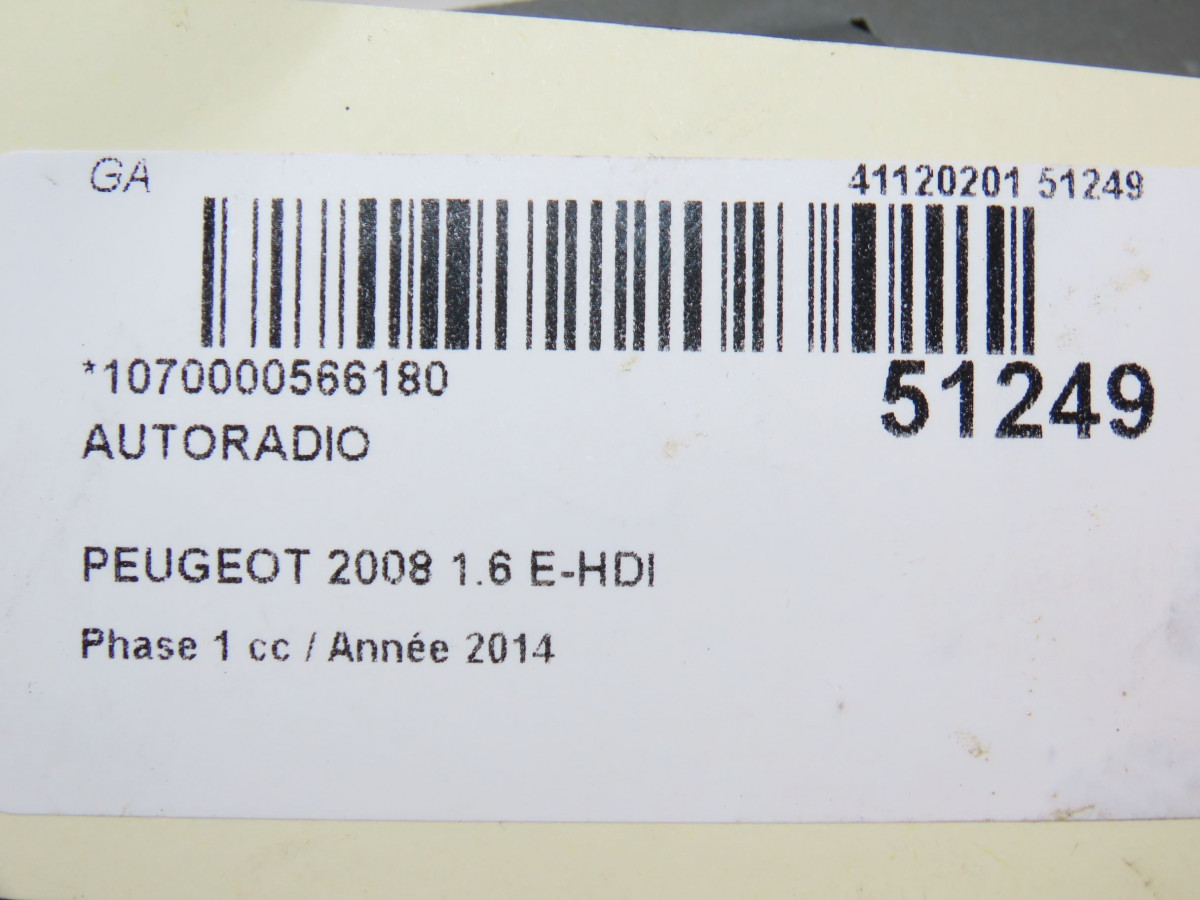 GA 41120201 51249
*1070000566180 51249
AUTORADIO
PEUGEOT 2008 1.6 E-HDI
Phase 1 cc / Année 2014